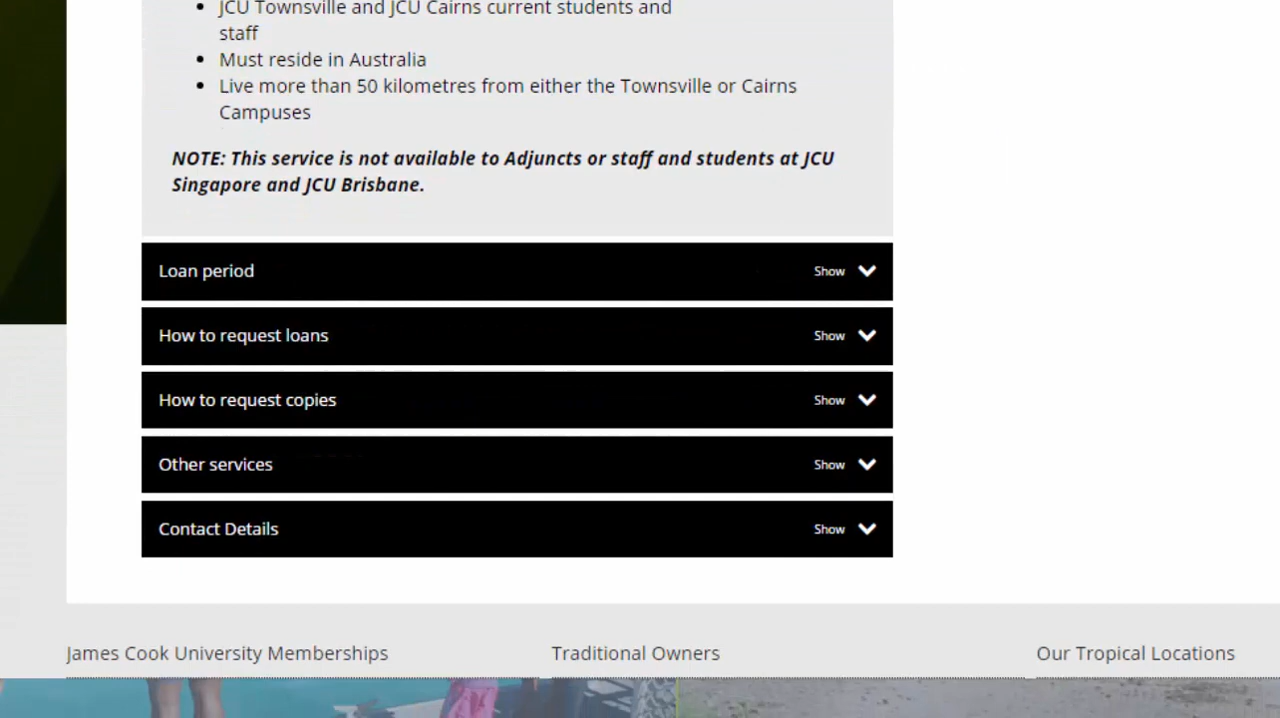 JCU Townsville and JCU Cairns current students and
staff
Must reside in Australia
Live more than 50 kilometres from either the Townsville or Cairns
Campuses
NOTE: This service is not available to Adjuncts or staff and students at JCU
Singapore and JCU Brisbane.
Loan period Show
How to request loans Show
How to request copies Show
Other services Show
Contact Details Show
James Cook University Memberships Traditional Owners Our Tropical Locations